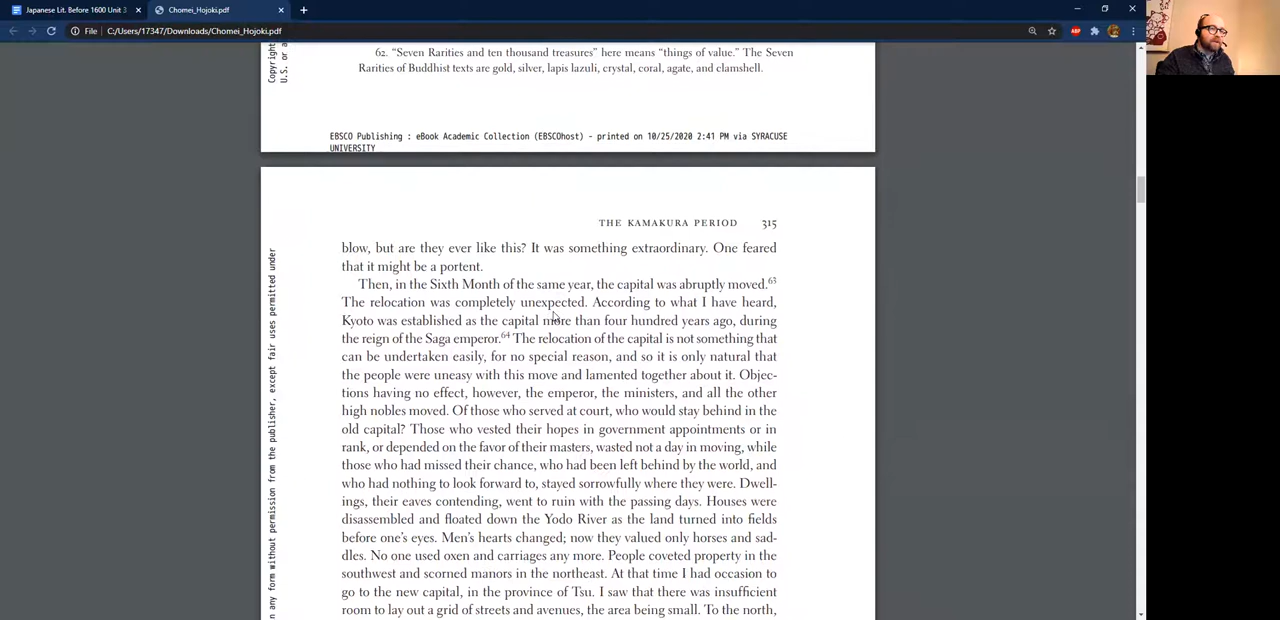 Japanese Lit. Before 1600 Unit 3
Chomei_Hojoki.pdf
File
C:/Users/17347/Downloads/Chomei_Hojoki.pdf
ABP
Copyright
U.S. or a
62. “Seven Rarities and ten thousand treasures” here means “things of value.” The Seven
Rarities of Buddhist texts are gold, silver, lapis lazuli, crystal, coral, agate, and clamshell.
EBSCO Publishing : eBook Academic Collection (EBSCOhost) - printed on 10/25/2020 2:41 PM via SYRACUSE
UNIVERSITY
THE KAMAKURA PERIOD 315
blow, but are they ever like this? It was something extraordinary. One feared
that it might be a portent.
Then, in the Sixth Month of the same year, the capital was abruptly moved.63
The relocation was completely unexpected. According to what I have heard,
Kyoto was established as the capital more than four hundred years ago, during
the reign of the Saga emperor.64 The relocation of the capital is not something that
can be undertaken easily, for no special reason, and so it is only natural that
the people were uneasy with this move and lamented together about it. Objec-
tions having no effect, however, the emperor, the ministers, and all the other
high nobles moved. Of those who served at court, who would stay behind in the
old capital? Those who vested their hopes in government appointments or in
rank, or depended on the favor of their masters, wasted not a day in moving, while
those who had missed their chance, who had been left behind by the world, and
who had nothing to look forward to, stayed sorrowfully where they were. Dwell-
ings, their eaves contending, went to ruin with the passing days. Houses were
disassembled and floated down the Yodo River as the land turned into fields
before one’s eyes. Men’s hearts changed; now they valued only horses and sad-
dles. No one used oxen and carriages any more. People coveted property in the
southwest and scorned manors in the northeast. At that time I had occasion to
go to the new capital, in the province of Tsu. I saw that there was insufficient
room to lay out a grid of streets and avenues, the area being small. To the north,
n any form without permission from the publisher, except fair uses permitted under